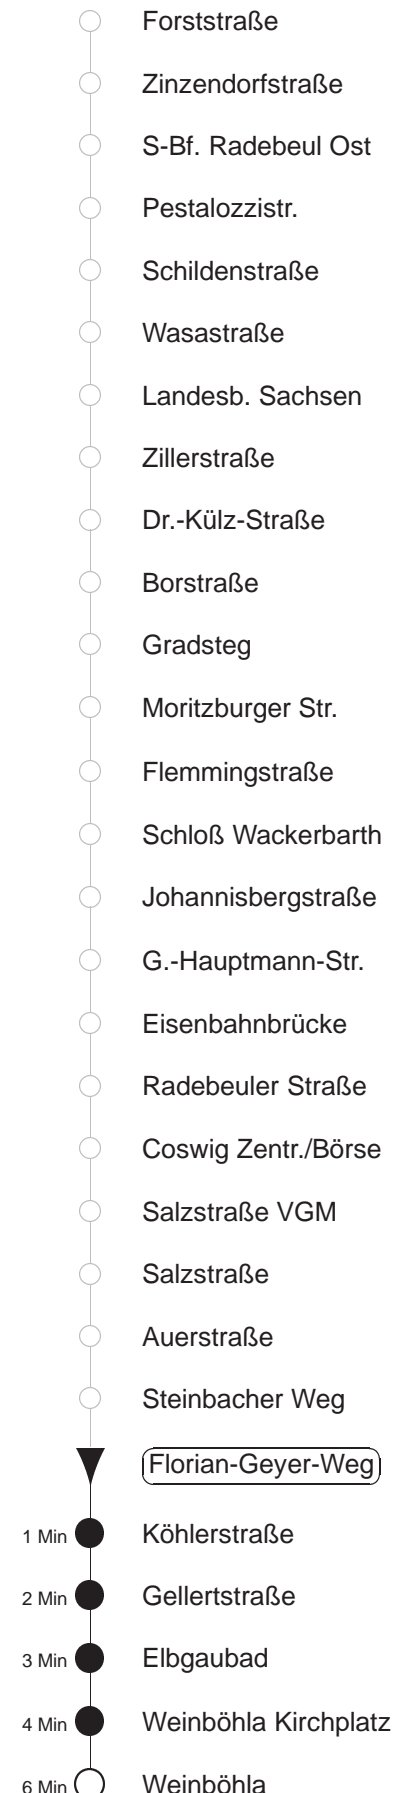 Forststraße
Zinzendorfstraße
S-Bf. Radebeul Ost
Pestalozzistr.
Schildenstraße
Wasastraße
Landesb. Sachsen
Zillerstraße
Dr.-Külz-Straße
Borstraße
Gradsteg
Moritzburger Str.
Flemmingstraße
Schloß Wackerbarth
Johannisbergstraße
G.-Hauptmann-Str.
Eisenbahnbrücke
Radebeuler Straße
Coswig Zentr./Börse
Salzstraße VGM
Salzstraße
Auerstraße
Steinbacher Weg
Florian-Geyer-Weg
1 Min Köhlerstraße
2 Min Gellertstraße
3 Min Elbgaubad
4 Min Weinböhla Kirchplatz
6 Min Weinböhla